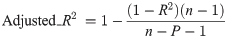 Adjusted_R² = 1 − (1 − R²)(n − 1) / n − P − 1